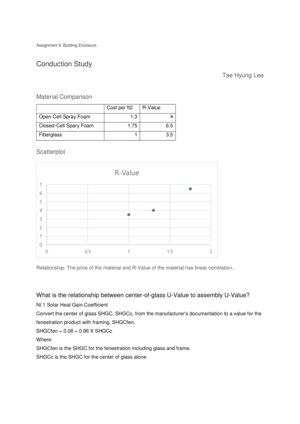 Assignment 8. Building Enclosure
Conduction Study
Tae Hyung Lee
Material Comparison
Cost per ft2 R-Value
Open-Cell Spray Foam 1.3 4
Closed-Cell Spary Foam 1.75 6.5
Fiberglass 1 3.5
Scatterplot
R-Value
7
6
5
4
3
2
1
0
0 0.5 1 1.5 2
Relationship: The price of the material and R-Value of the material has linear correlation.
What is the relationship between center-of-glass U-Value to assembly U-Value?
NI.1 Solar Heat Gain Coefficient
Convert the center of glass SHGC, SHGCc, from the manufacturer's documentation to a value for the
fenestration product with framing, SHGCfen,
SHGCfen = 0.08 + 0.86 X SHGCc
Where:
SHGCfen is the SHGC for the fenestration including glass and frame.
SHGCc is the SHGC for the center of glass alone